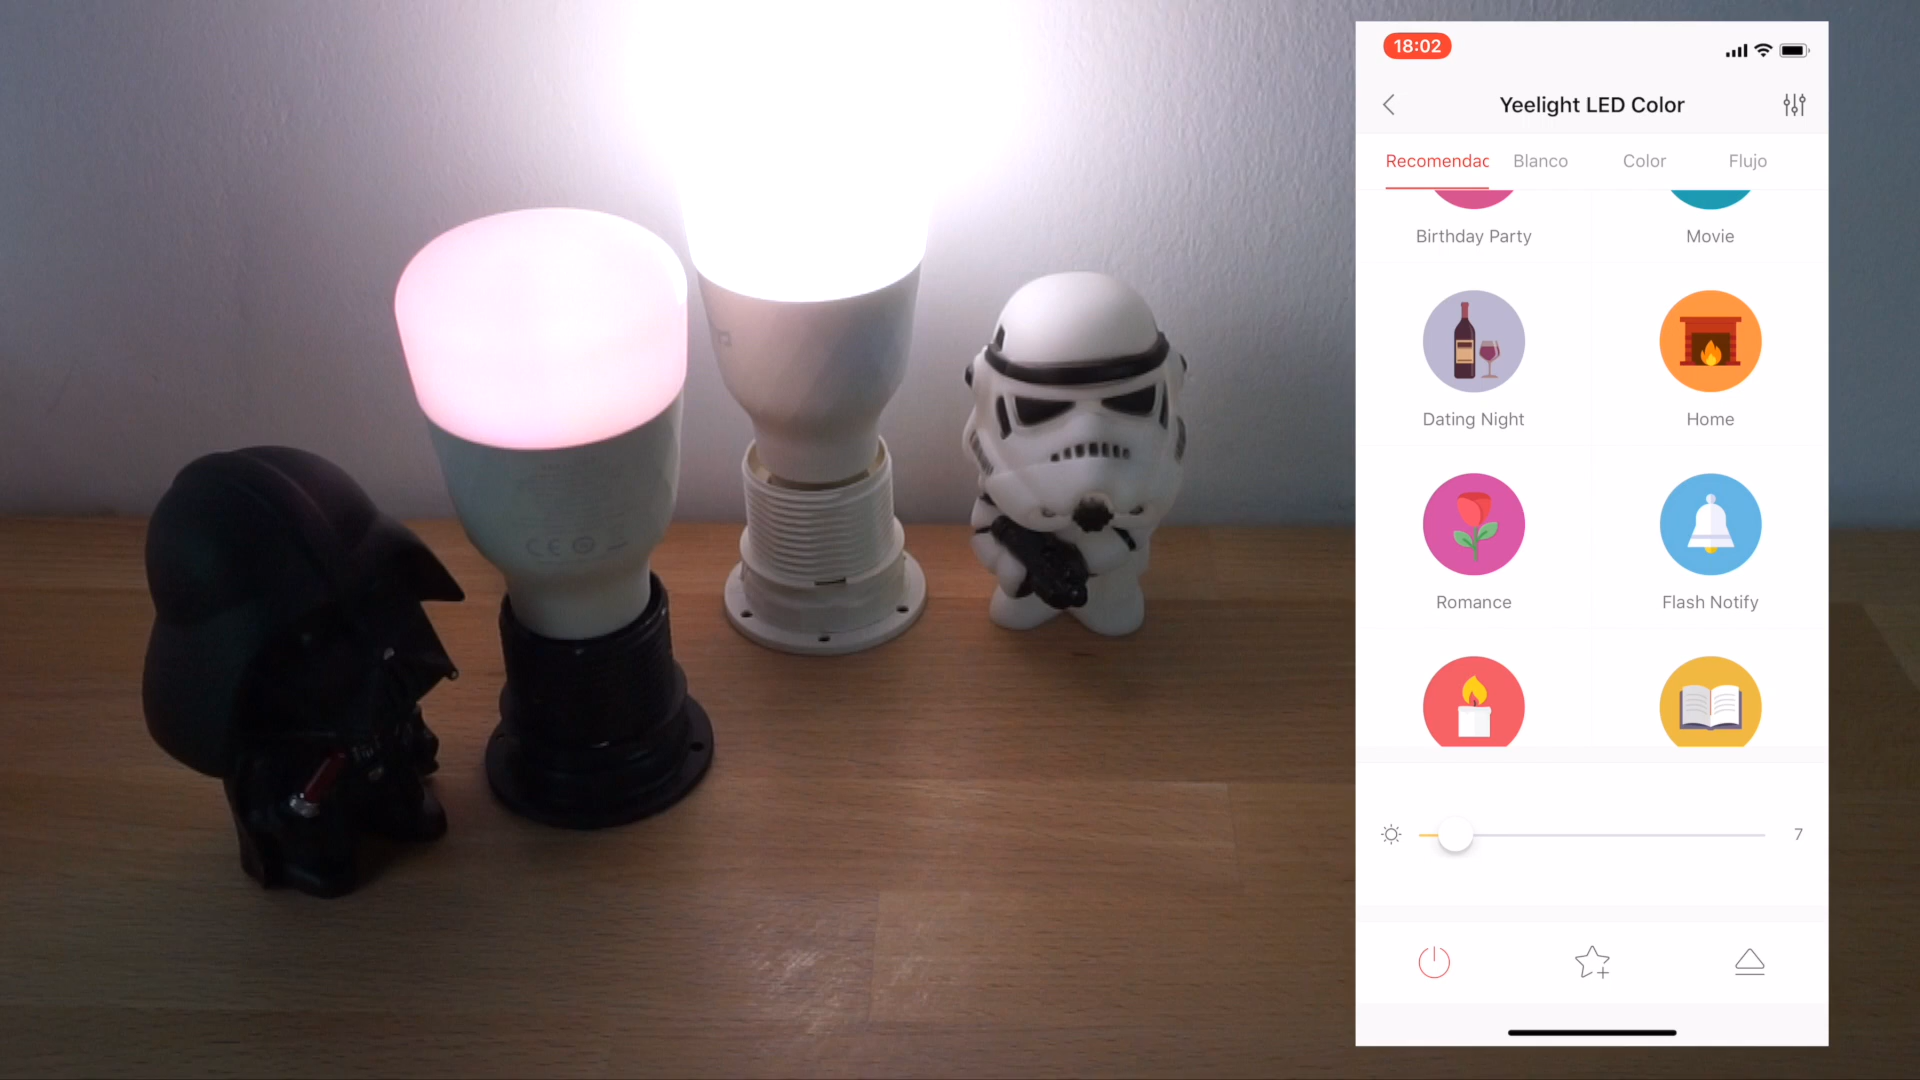 18:02
Yeelight LED Color
Recomendac Blanco Color Flujo
Birthday Party Movie
Dating Night Home
Romance Flash Notify
7
CE